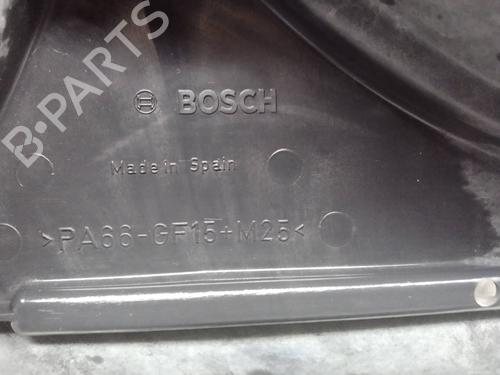 B-PARTS
BOSCH
Made in Spain
>PA66-GF15+M25<